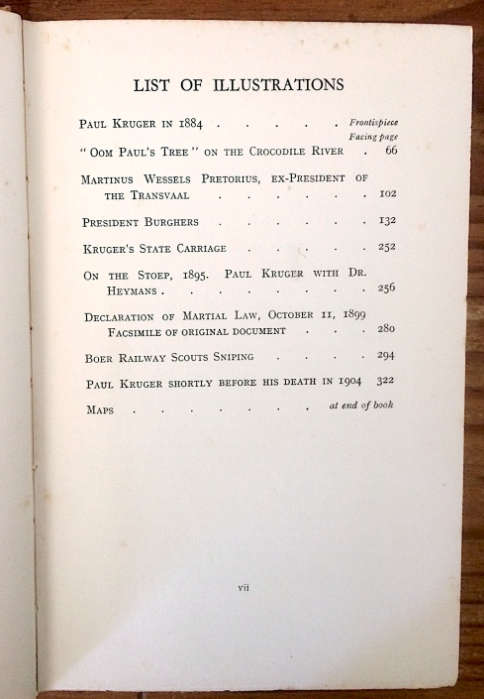 LIST OF ILLUSTRATIONS
PAUL KRUGER IN 1884 . . . . . Frontispiece
Facing page
" OOM PAUL'S TREE " ON THE CROCODILE RIVER . 66
MARTINUS WESSELS PRETORIUS, EX-PRESIDENT OF
THE TRANSVAAL . . . . . . 102
PRESIDENT BURGHERS . . . . . . 132
KRUGER'S STATE CARRIAGE . . . . . 252
ON THE STOEP, 1895. PAUL KRUGER WITH DR.
HEYMANS . . . . . . . . 256
DECLARATION OF MARTIAL LAW, OCTOBER 11, 1899
FACSIMILE OF ORIGINAL DOCUMENT . . . 280
BOER RAILWAY SCOUTS SNIPING . . . . 294
PAUL KRUGER SHORTLY BEFORE HIS DEATH IN 1904 322
MAPS . . . . . . . at end of book
vii